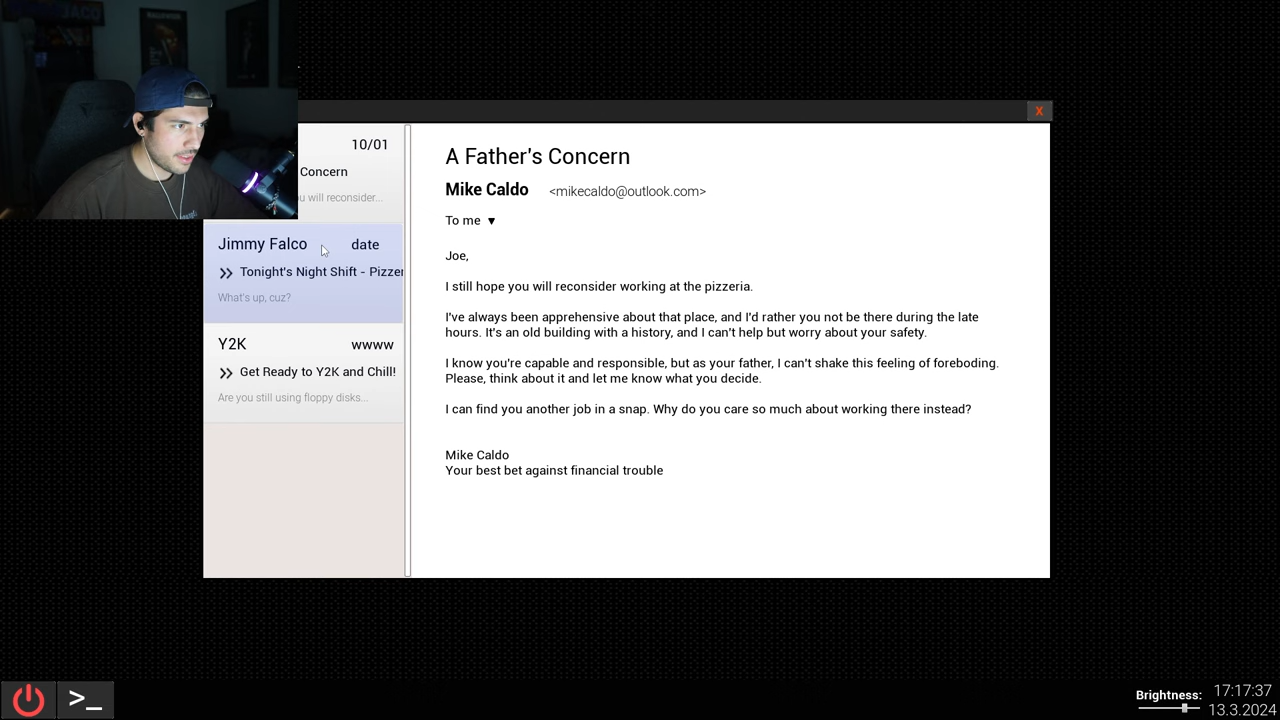 10/01
Concern
u will reconsider...
Jimmy Falco
date
Tonight's Night Shift - Pizzer
What's up, cuz?
Y2K
wwww
Get Ready to Y2K and Chill!
Are you still using floppy disks...
X
A Father's Concern
Mike Caldo <mikecaldo@outlook.com>
To me ▼
Joe,
I still hope you will reconsider working at the pizzeria.
I've always been apprehensive about that place, and I'd rather you not be there during the late
hours. It's an old building with a history, and I can't help but worry about your safety.
I know you're capable and responsible, but as your father, I can't shake this feeling of foreboding.
Please, think about it and let me know what you decide.
I can find you another job in a snap. Why do you care so much about working there instead?
Mike Caldo
Your best bet against financial trouble
>_
Brightness:
17:17:37
13.3.2024